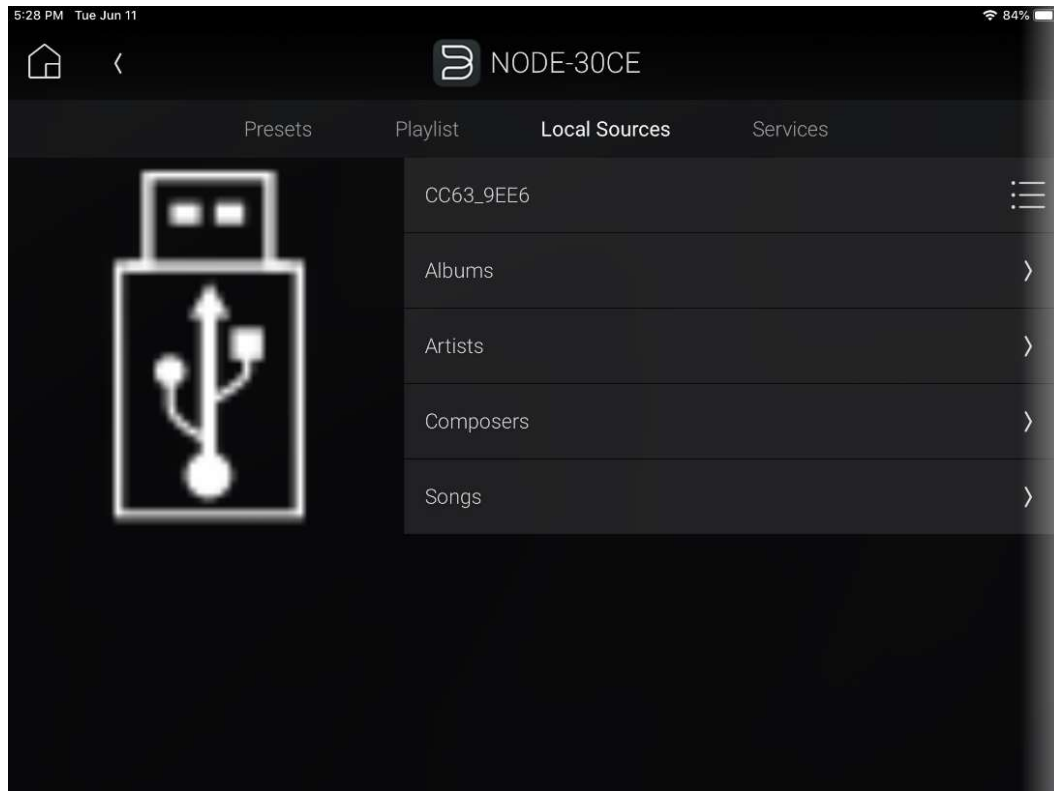 5:28 PM Tue Jun 11 84%
NODE-30CE
Presets Playlist Local Sources Services
CC63_9EE6
Albums
Artists
Composers
Songs